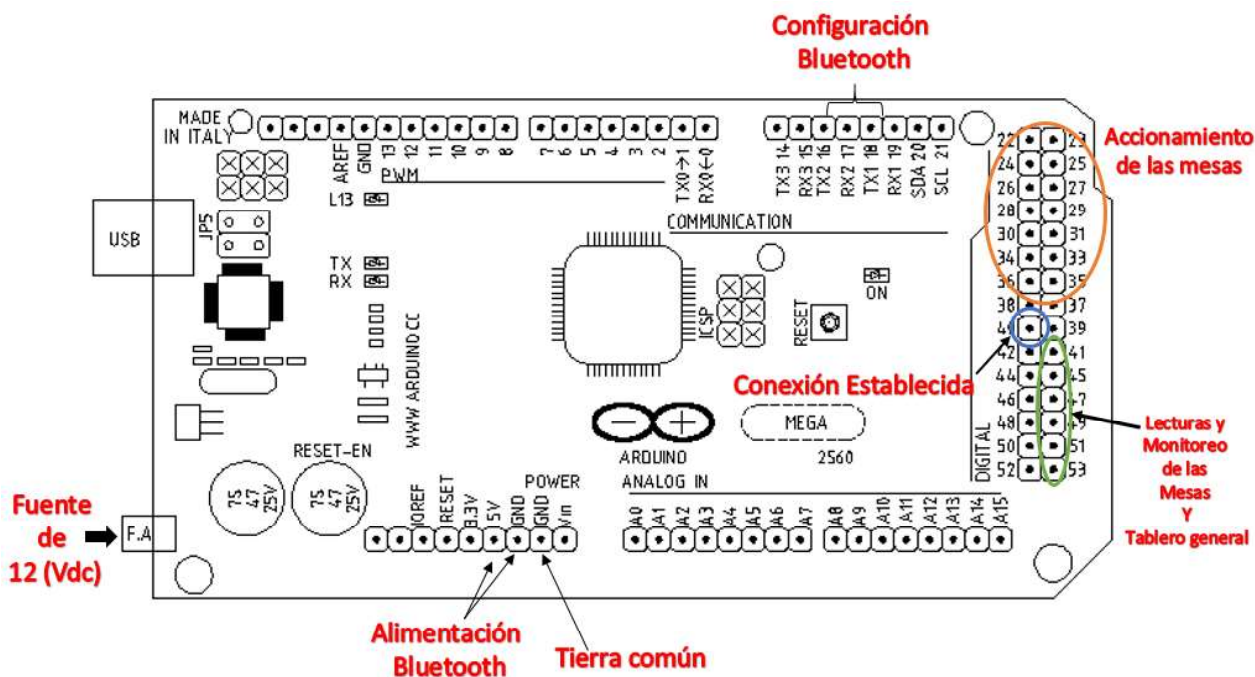 Configuración
Bluetooth
MADE
IN ITALY
AREF
GND
13
12
11
10
9
8
7
6
5
4
3
2
TX0→1
RX0←0
TX3 14
RX3 15
TX2 16
RX2 17
TX1 18
RX1 19
SDA 20
SCL 21
PWM
L13
COMMUNICATION
JP5
USB
TX
RX
ICSP
RESET
ON
22 23
24 25
26 27
28 29
30 31
34 33
36 35
38 37
39
42 41
44 45
46 47
48 49
50 51
52 53
DIGITAL
Accionamiento
de las mesas
Conexión Establecida
Lecturas y
Monitoreo
de las
Mesas
Y
Tablero general
WWW ARDUINO CC
MEGA
ARDUINO
2560
RESET-EN
7S
47
25V
7S
47
25V
POWER
ANALOG IN
IOREF
RESET
3.3V
5V
GND
GND
Vin
A0
A1
A2
A3
A4
A5
A6
A7
A8
A9
A10
A11
A12
A13
A14
A15
Fuente
de
12 (Vdc)
F.A
Alimentación
Bluetooth
Tierra común